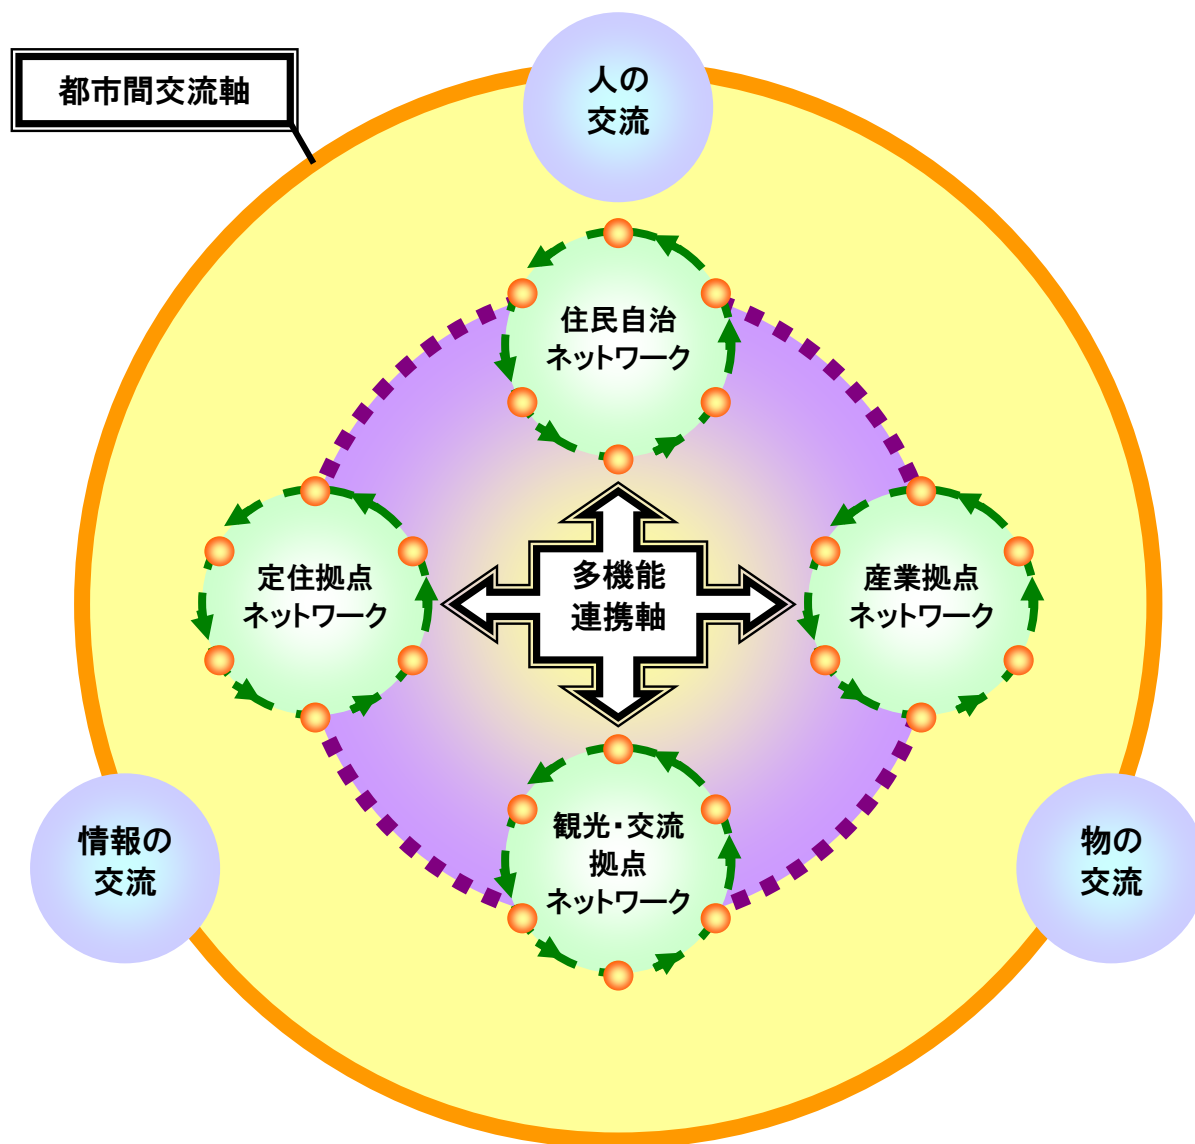 都市間交流軸
人の
交流
住民自治
ネットワーク
定住拠点
ネットワーク
多機能
連携軸
産業拠点
ネットワーク
観光・交流
拠点
ネットワーク
情報の
交流
物の
交流